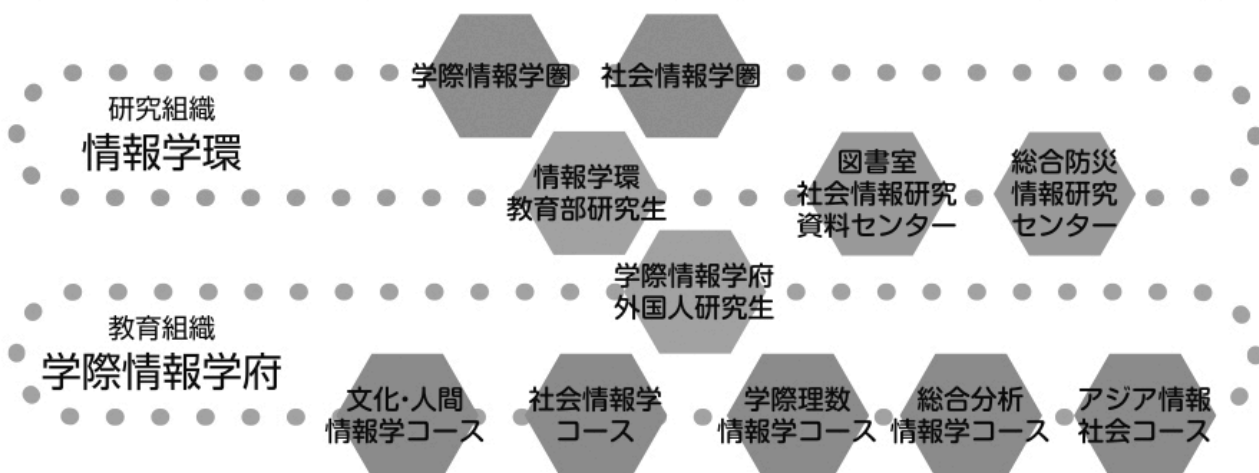 学際情報学圏
社会情報学圏
研究組織
情報学環
情報学環
教育部研究生
図書室
社会情報研究
資料センター
総合防災
情報研究
センター
学際情報学府
外国人研究生
教育組織
学際情報学府
文化・人間
情報学コース
社会情報学
コース
学際理数
情報学コース
総合分析
情報学コース
アジア情報
社会コース